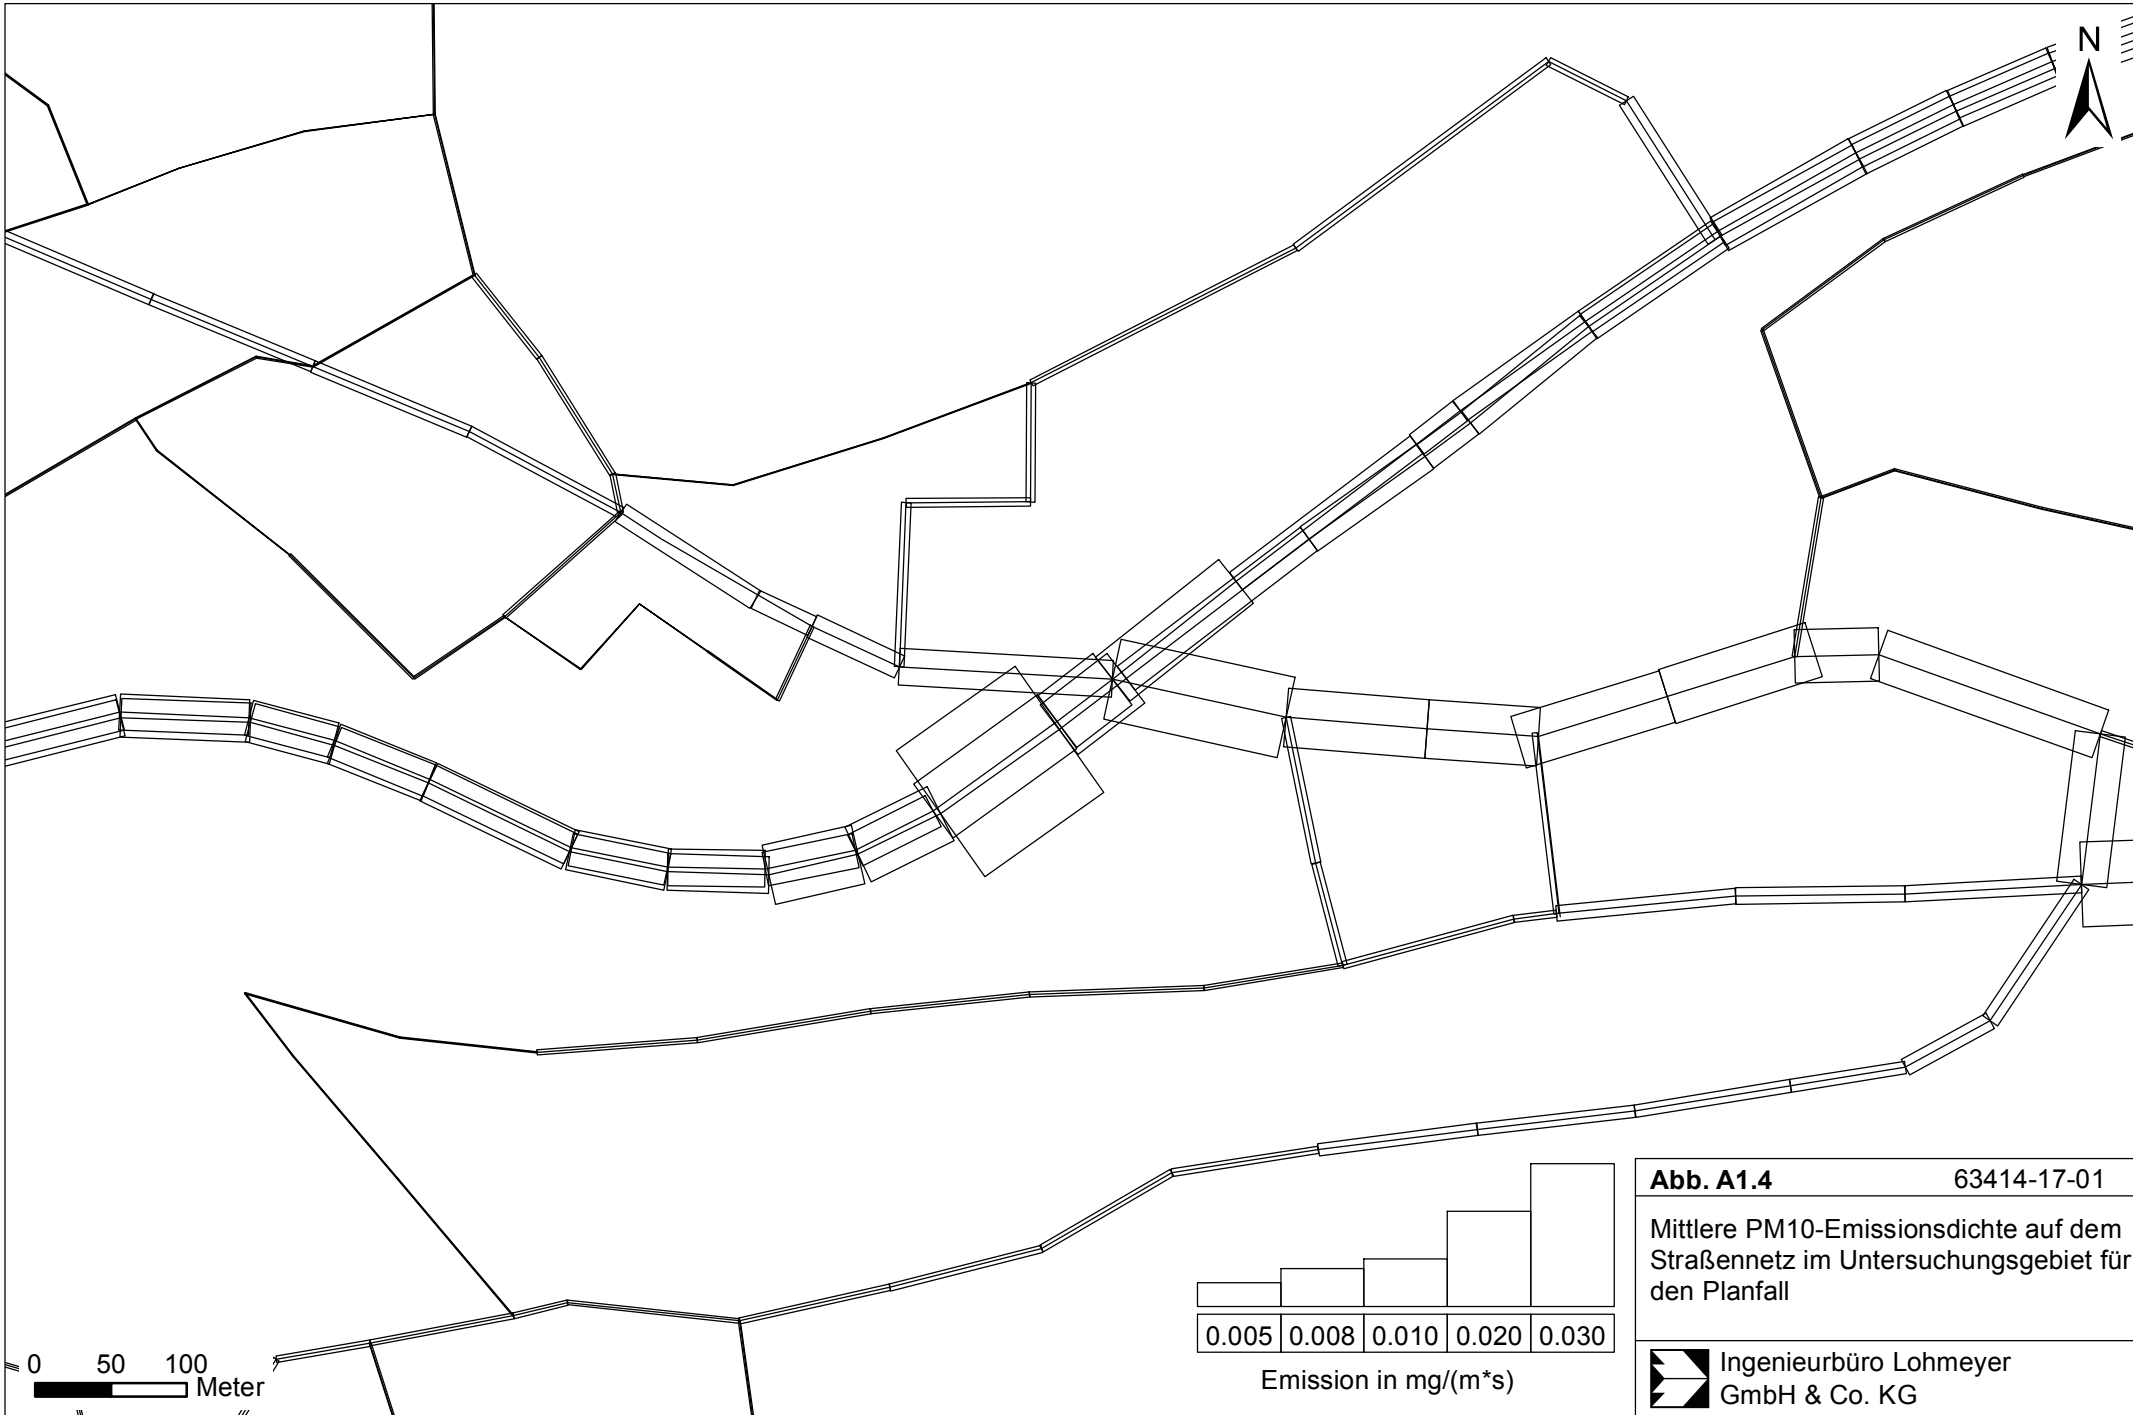 N
0.005 0.008 0.010 0.020 0.030
Emission in mg/(m*s)
0 50 100
Meter
Abb. A1.4 63414-17-01
Mittlere PM10-Emissionsdichte auf dem
Straßennetz im Untersuchungsgebiet für
den Planfall
Ingenieurbüro Lohmeyer
GmbH & Co. KG